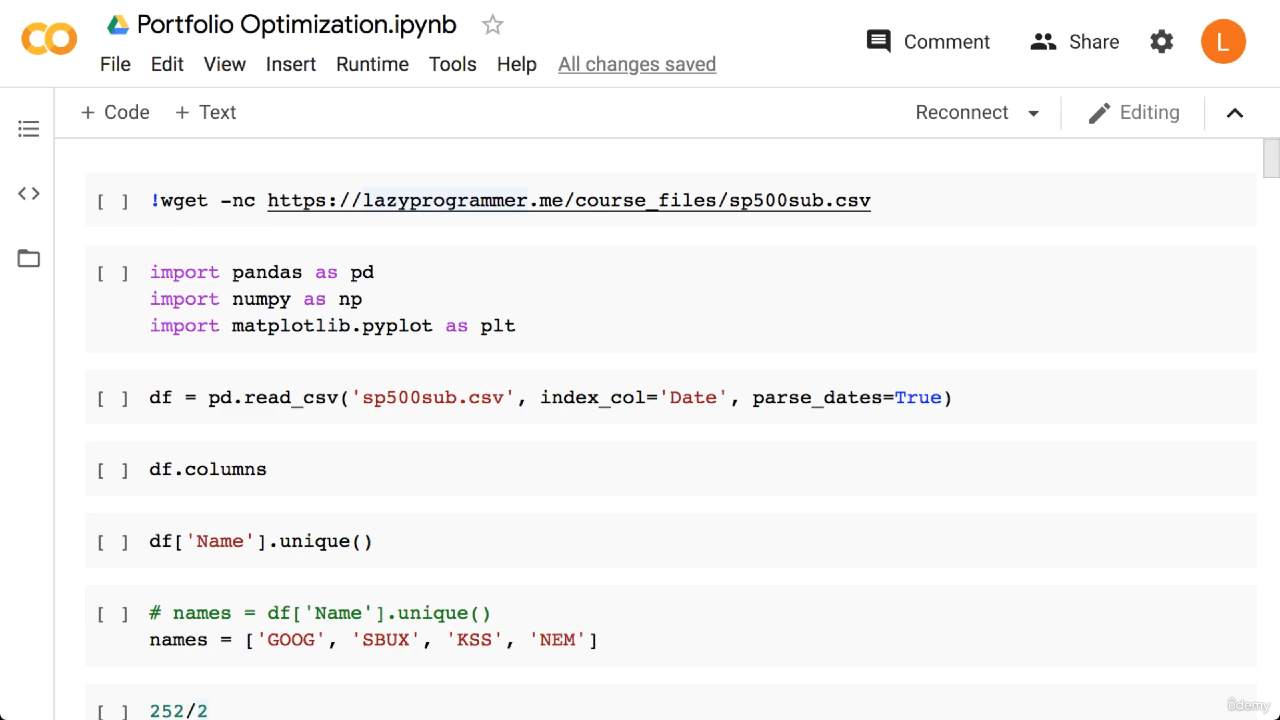 Portfolio Optimization.ipynb
Comment
Share
L
File Edit View Insert Runtime Tools Help All changes saved
+ Code + Text
Reconnect
Editing
[ ] !wget -nc https://lazyprogrammer.me/course_files/sp500sub.csv
[ ] import pandas as pd
import numpy as np
import matplotlib.pyplot as plt
[ ] df = pd.read_csv('sp500sub.csv', index_col='Date', parse_dates=True)
[ ] df.columns
[ ] df['Name'].unique()
[ ] # names = df['Name'].unique()
names = ['GOOG', 'SBUX', 'KSS', 'NEM']
[ ] 252/2
Udemy